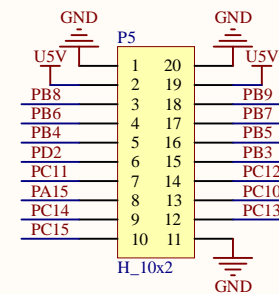 GND GND
P5
U5V 1 20 U5V
2 19
PB8 3 18 PB9
PB6 4 17 PB7
PB4 5 16 PB5
PD2 6 15 PB3
PC11 7 14 PC12
PA15 8 13 PC10
PC14 9 12 PC13
PC15 10 11
H_10x2
GND